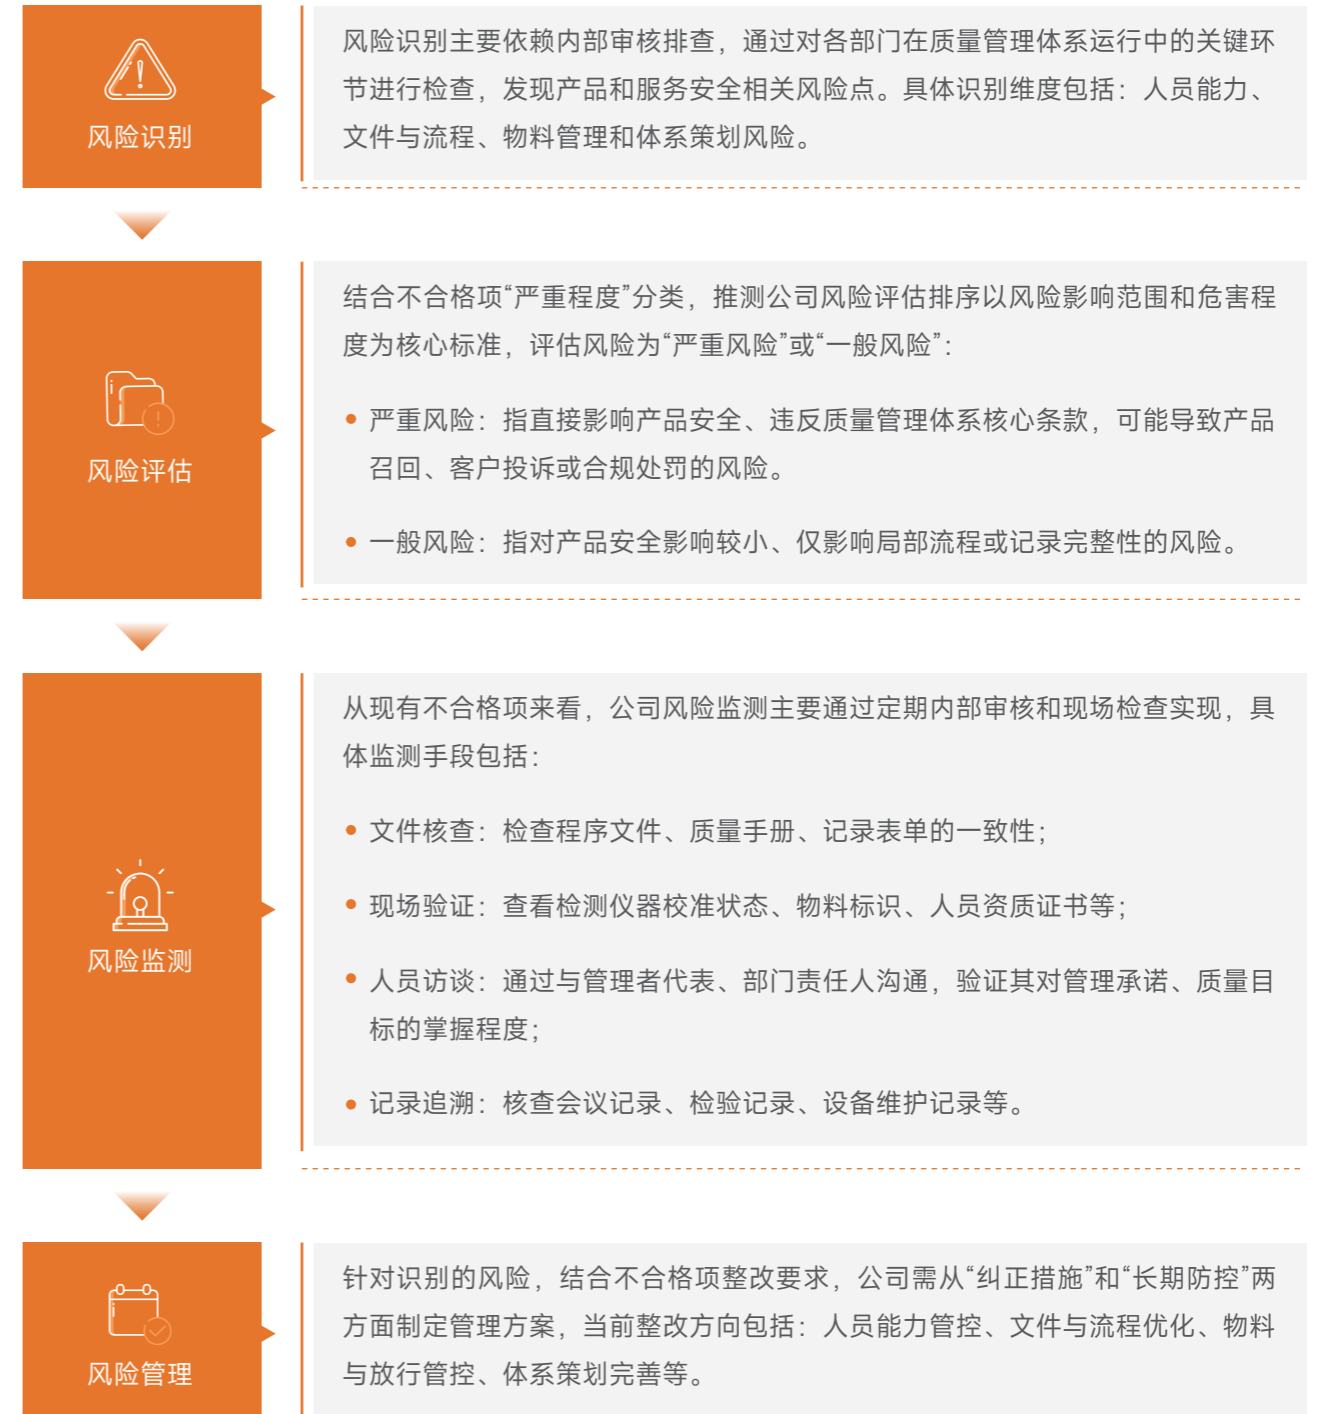 风险识别
风险识别主要依赖内部审核排查，通过对各部门在质量管理体系运行中的关键环
节进行检查，发现产品和服务安全相关风险点。具体识别维度包括：人员能力、
文件与流程、物料管理和体系策划风险。
风险评估
结合不合格项“严重程度”分类，推测公司风险评估排序以风险影响范围和危害程
度为核心标准，评估风险为“严重风险”或“一般风险”：
• 严重风险：指直接影响产品安全、违反质量管理体系核心条款，可能导致产品
召回、客户投诉或合规处罚的风险。
• 一般风险：指对产品安全影响较小、仅影响局部流程或记录完整性的风险。
风险监测
从现有不合格项来看，公司风险监测主要通过定期内部审核和现场检查实现，具
体监测手段包括：
• 文件核查：检查程序文件、质量手册、记录表单的一致性；
• 现场验证：查看检测仪器校准状态、物料标识、人员资质证书等；
• 人员访谈：通过与管理者代表、部门责任人沟通，验证其对管理承诺、质量目
标的掌握程度；
• 记录追溯：核查会议记录、检验记录、设备维护记录等。
风险管理
针对识别的风险，结合不合格项整改要求，公司需从“纠正措施”和“长期防控”两
方面制定管理方案，当前整改方向包括：人员能力管控、文件与流程优化、物料
与放行管控、体系策划完善等。